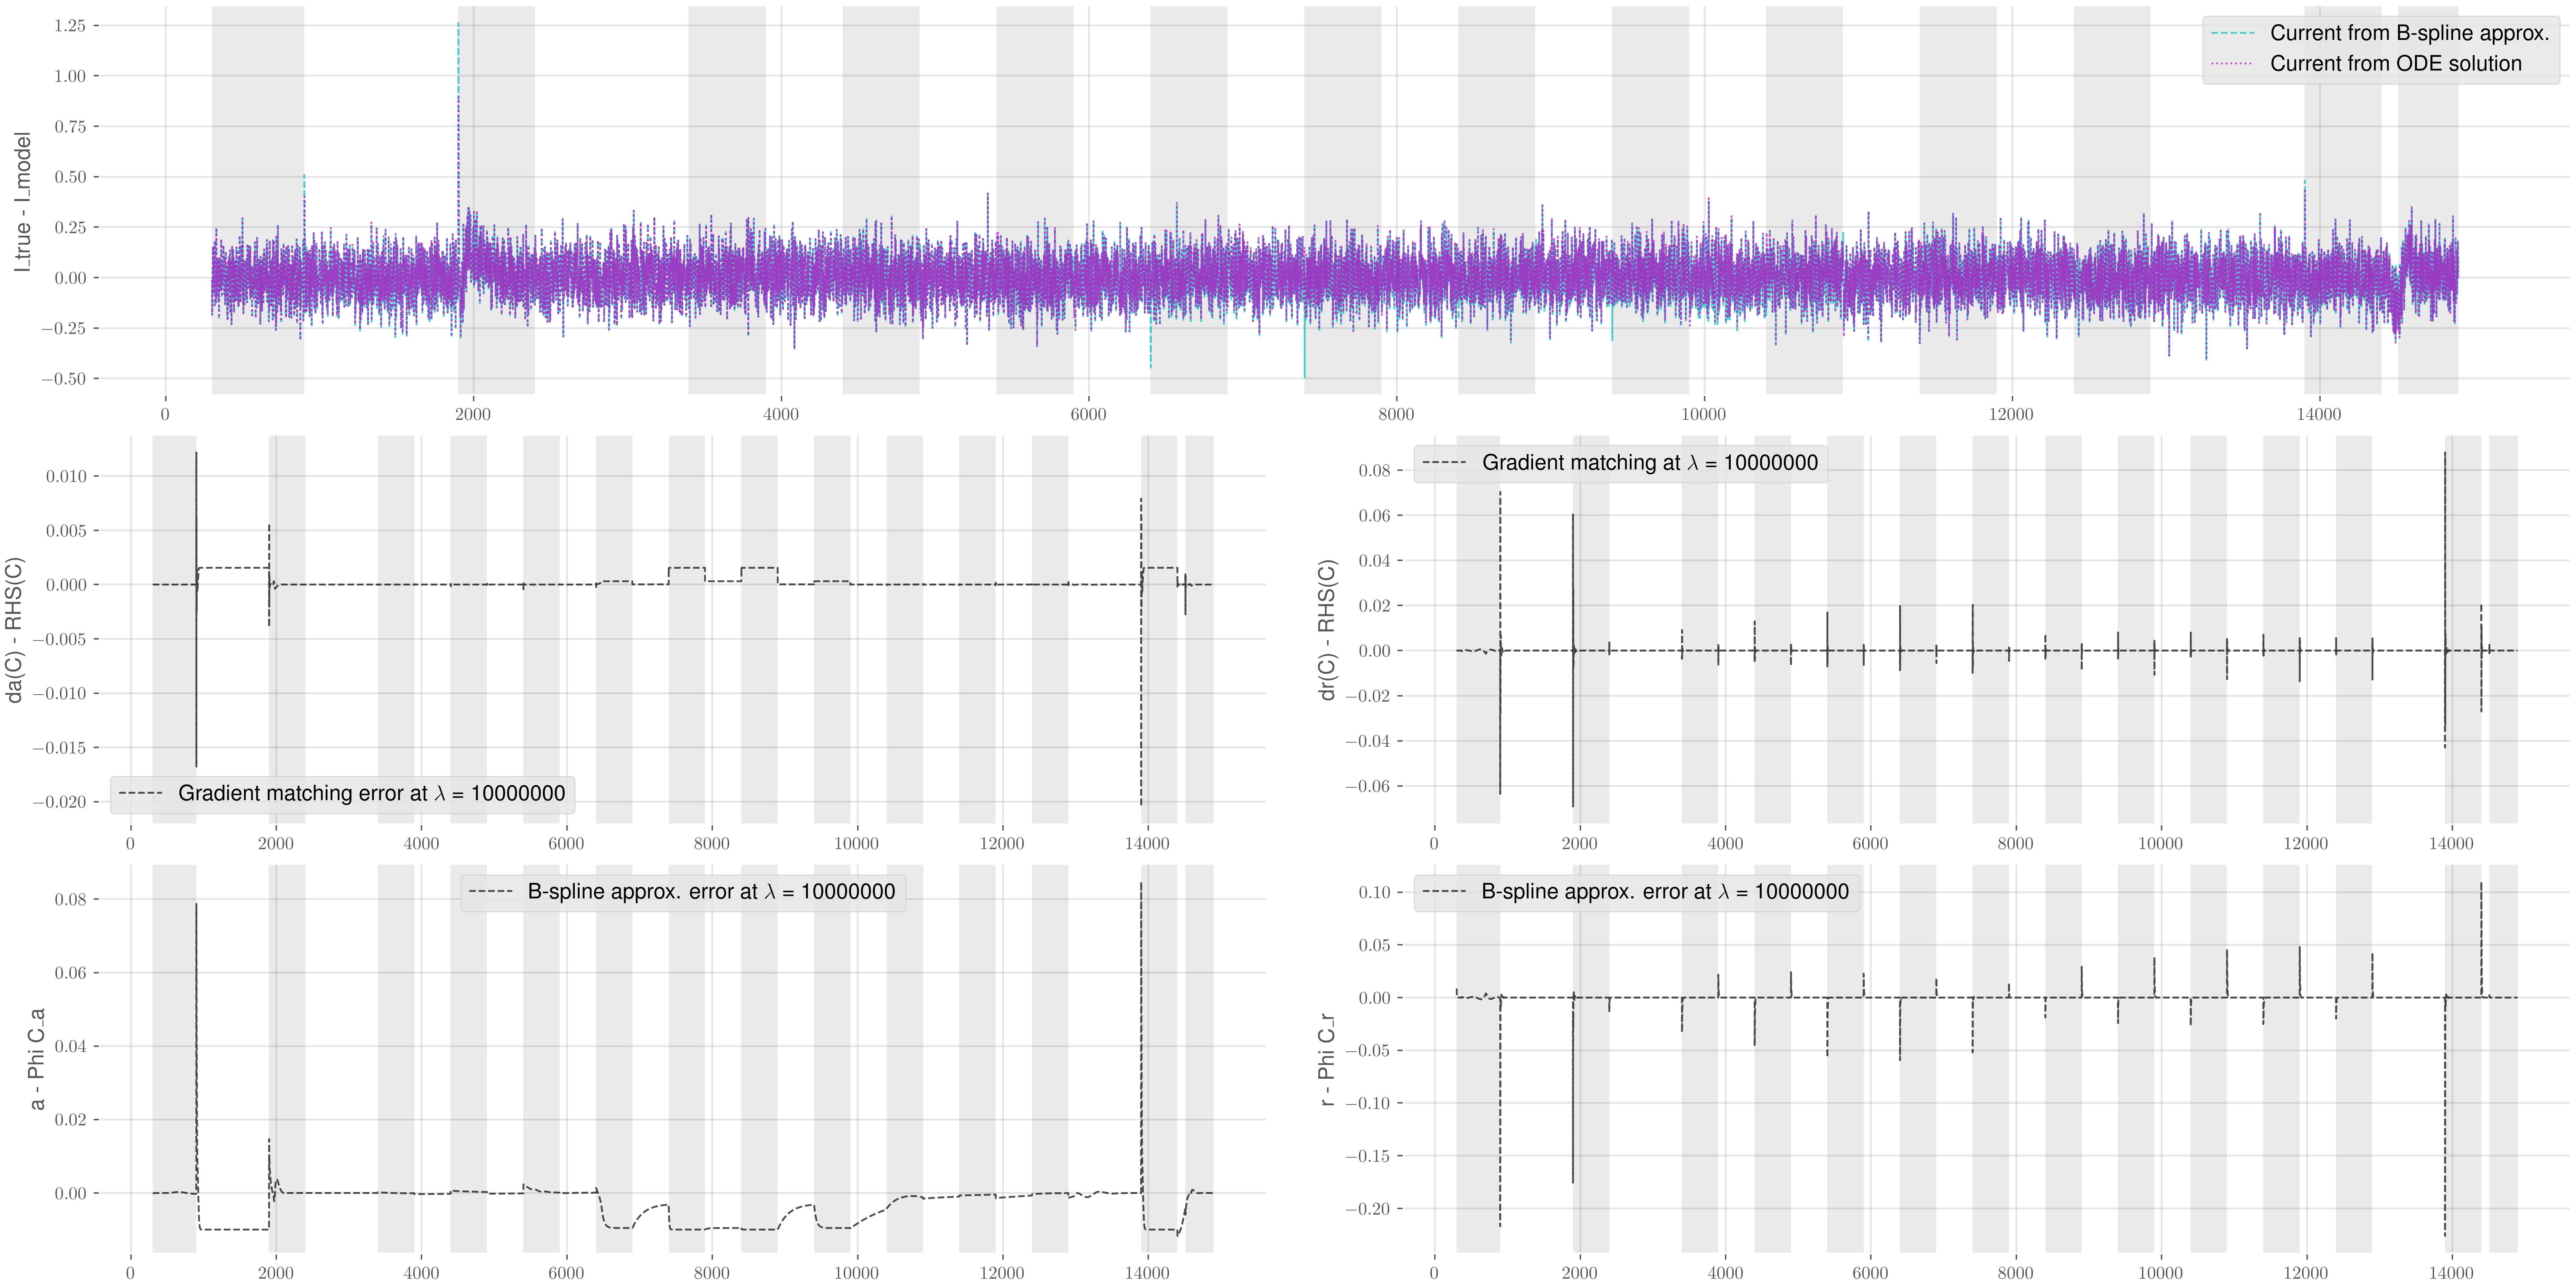 I_true - I_model
1.25
1.00
0.75
0.50
0.25
0.00
−0.25
−0.50
Current from B-spline approx.
Current from ODE solution
0 2000 4000 6000 8000 10000 12000 14000
da(C) - RHS(C)
0.010
0.005
0.000
−0.005
−0.010
−0.015
−0.020
Gradient matching error at λ = 10000000
0 2000 4000 6000 8000 10000 12000 14000
dr(C) - RHS(C)
0.08
0.06
0.04
0.02
0.00
−0.02
−0.04
−0.06
Gradient matching at λ = 10000000
0 2000 4000 6000 8000 10000 12000 14000
a - Phi C_a
0.08
0.06
0.04
0.02
0.00
B-spline approx. error at λ = 10000000
0 2000 4000 6000 8000 10000 12000 14000
r - Phi C_r
0.10
0.05
0.00
−0.05
−0.10
−0.15
−0.20
B-spline approx. error at λ = 10000000
0 2000 4000 6000 8000 10000 12000 14000